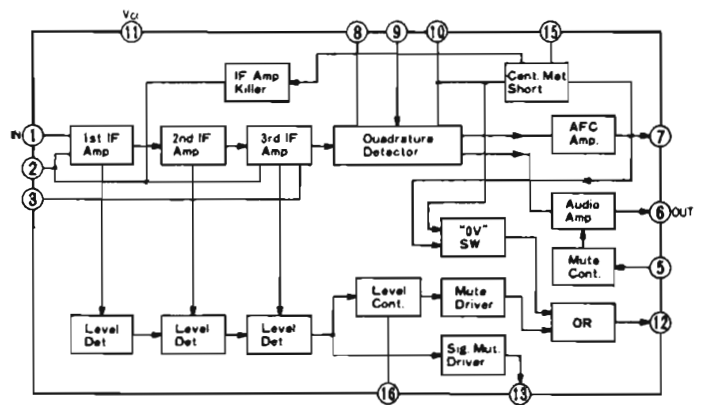 Vcc
11
8
9
10
15
IF Amp
Killer
Cent. Met
Short
IN
1
1st IF
Amp
2nd IF
Amp
3rd IF
Amp
Quadrature
Detector
AFC
Amp.
7
2
3
"0V"
SW
Audio
Amp
6
OUT
Mute
Cont.
5
Level
Det
Level
Det
Level
Det
Level
Cont.
Mute
Driver
OR
12
Sig. Mut.
Driver
16
13